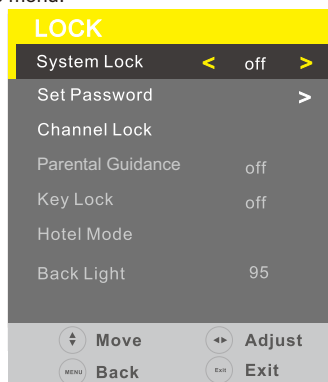 menu.
LOCK
System Lock < off >
Set Password >
Channel Lock
Parental Guidance off
Key Lock off
Hotel Mode
Back Light 95
Move Adjust
MENU Back Exit Exit